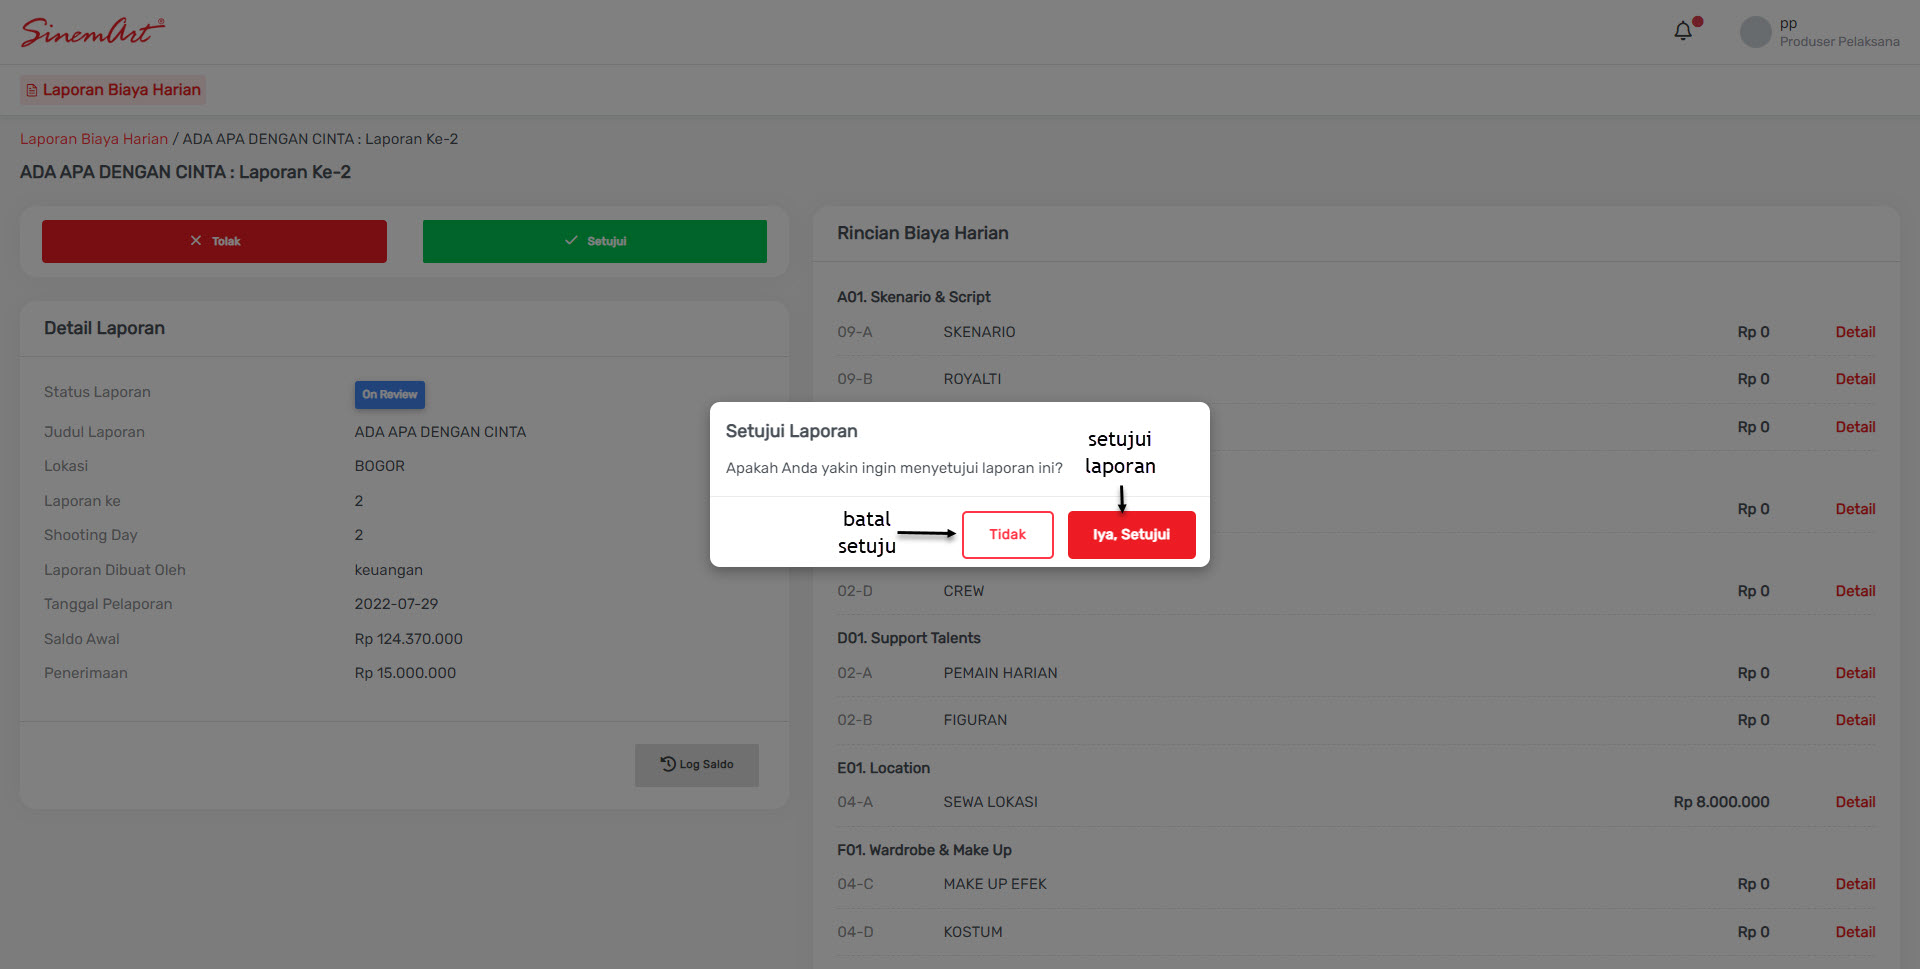 SinemArt®
pp
Produser Pelaksana
Laporan Biaya Harian
Laporan Biaya Harian / ADA APA DENGAN CINTA : Laporan Ke-2
ADA APA DENGAN CINTA : Laporan Ke-2
Tolak
Setujui
Detail Laporan
Status Laporan On Review
Judul Laporan ADA APA DENGAN CINTA
Lokasi BOGOR
Laporan ke 2
Shooting Day 2
Laporan Dibuat Oleh keuangan
Tanggal Pelaporan 2022-07-29
Saldo Awal Rp 124.370.000
Penerimaan Rp 15.000.000
Log Saldo
Rincian Biaya Harian
A01. Skenario & Script
09-A SKENARIO Rp 0 Detail
09-B ROYALTI Rp 0 Detail
Rp 0 Detail
Rp 0 Detail
02-D CREW Rp 0 Detail
D01. Support Talents
02-A PEMAIN HARIAN Rp 0 Detail
02-B FIGURAN Rp 0 Detail
E01. Location
04-A SEWA LOKASI Rp 8.000.000 Detail
F01. Wardrobe & Make Up
04-C MAKE UP EFEK Rp 0 Detail
04-D KOSTUM Rp 0 Detail
Setujui Laporan
Apakah Anda yakin ingin menyetujui laporan ini?
setujui
laporan
batal
setuju
Tidak
Iya, Setujui